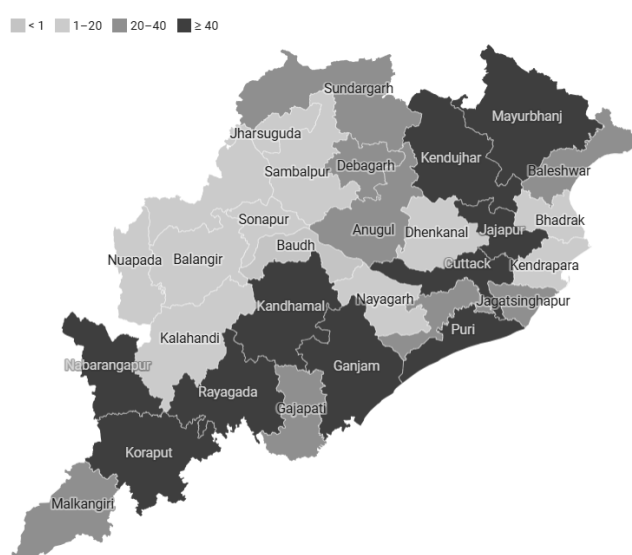 < 1 1–20 20–40 ≥ 40
Sundargarh
Mayurbhanj
Jharsuguda
Kendujhar
Debagarh
Sambalpur
Baleshwar
Sonapur
Bhadrak
Anugul
Dhenkanal
Jajapur
Baudh
Nuapada
Balangir
Cuttack
Kendrapara
Nayagarh
Jagatsinghapur
Kandhamal
Puri
Kalahandi
Nabarangapur
Ganjam
Rayagada
Gajapati
Koraput
Malkangiri